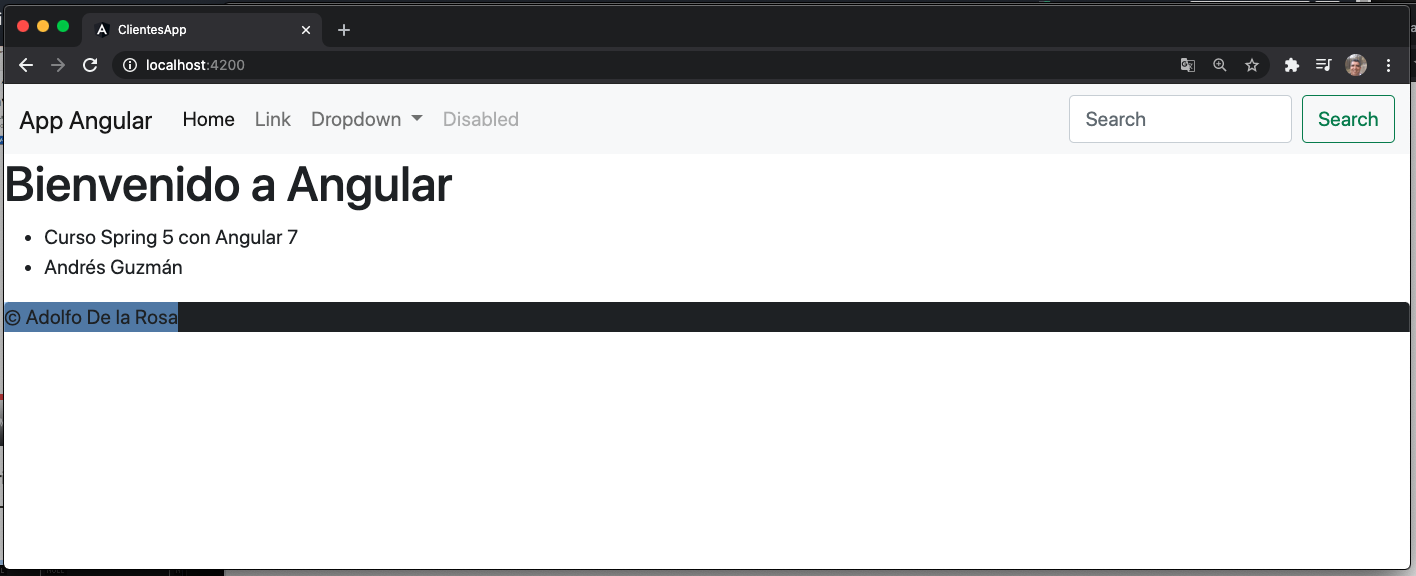 ClientesApp
localhost:4200
App Angular Home Link Dropdown Disabled Search Search
Bienvenido a Angular
Curso Spring 5 con Angular 7
Andrés Guzmán
© Adolfo De la Rosa